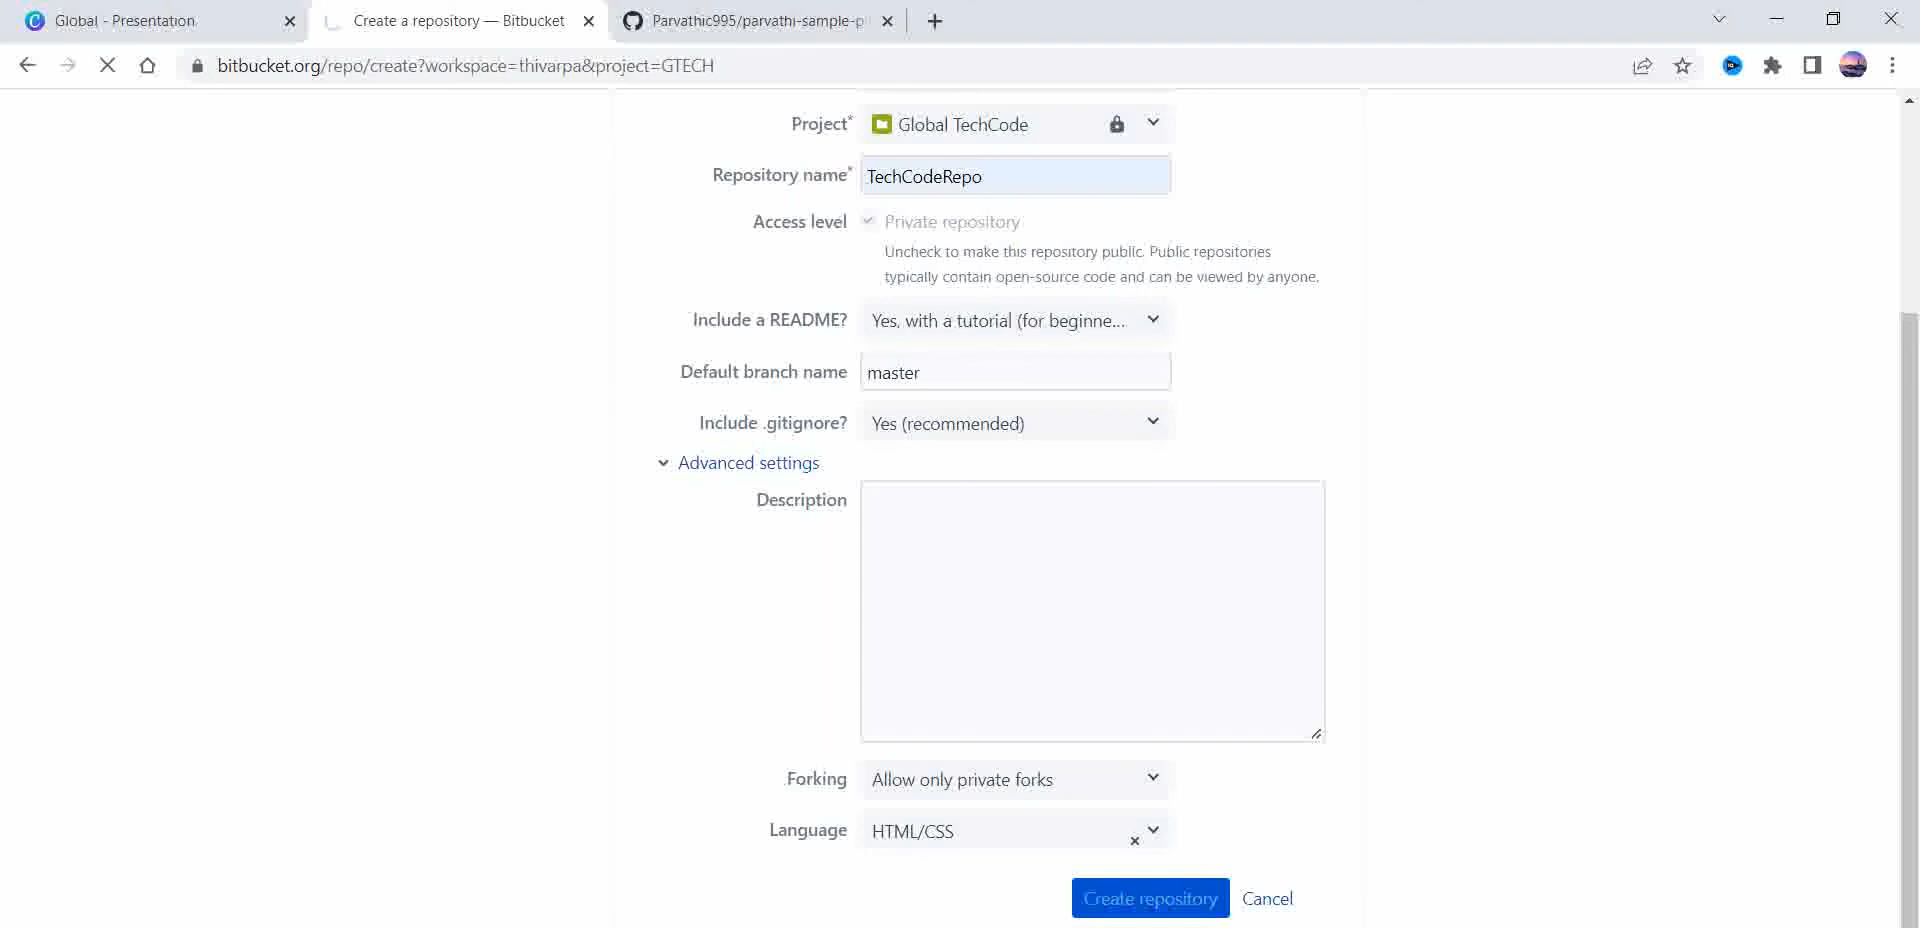 Global - Presentation
Create a repository — Bitbucket
Parvathic995/parvathi-sample-p
bitbucket.org/repo/create?workspace=thivarpa&project=GTECH
Project* Global TechCode
Repository name* TechCodeRepo
Access level Private repository
Uncheck to make this repository public. Public repositories
typically contain open-source code and can be viewed by anyone.
Include a README? Yes, with a tutorial (for beginne...
Default branch name master
Include .gitignore? Yes (recommended)
Advanced settings
Description
Forking Allow only private forks
Language HTML/CSS
Create repository Cancel